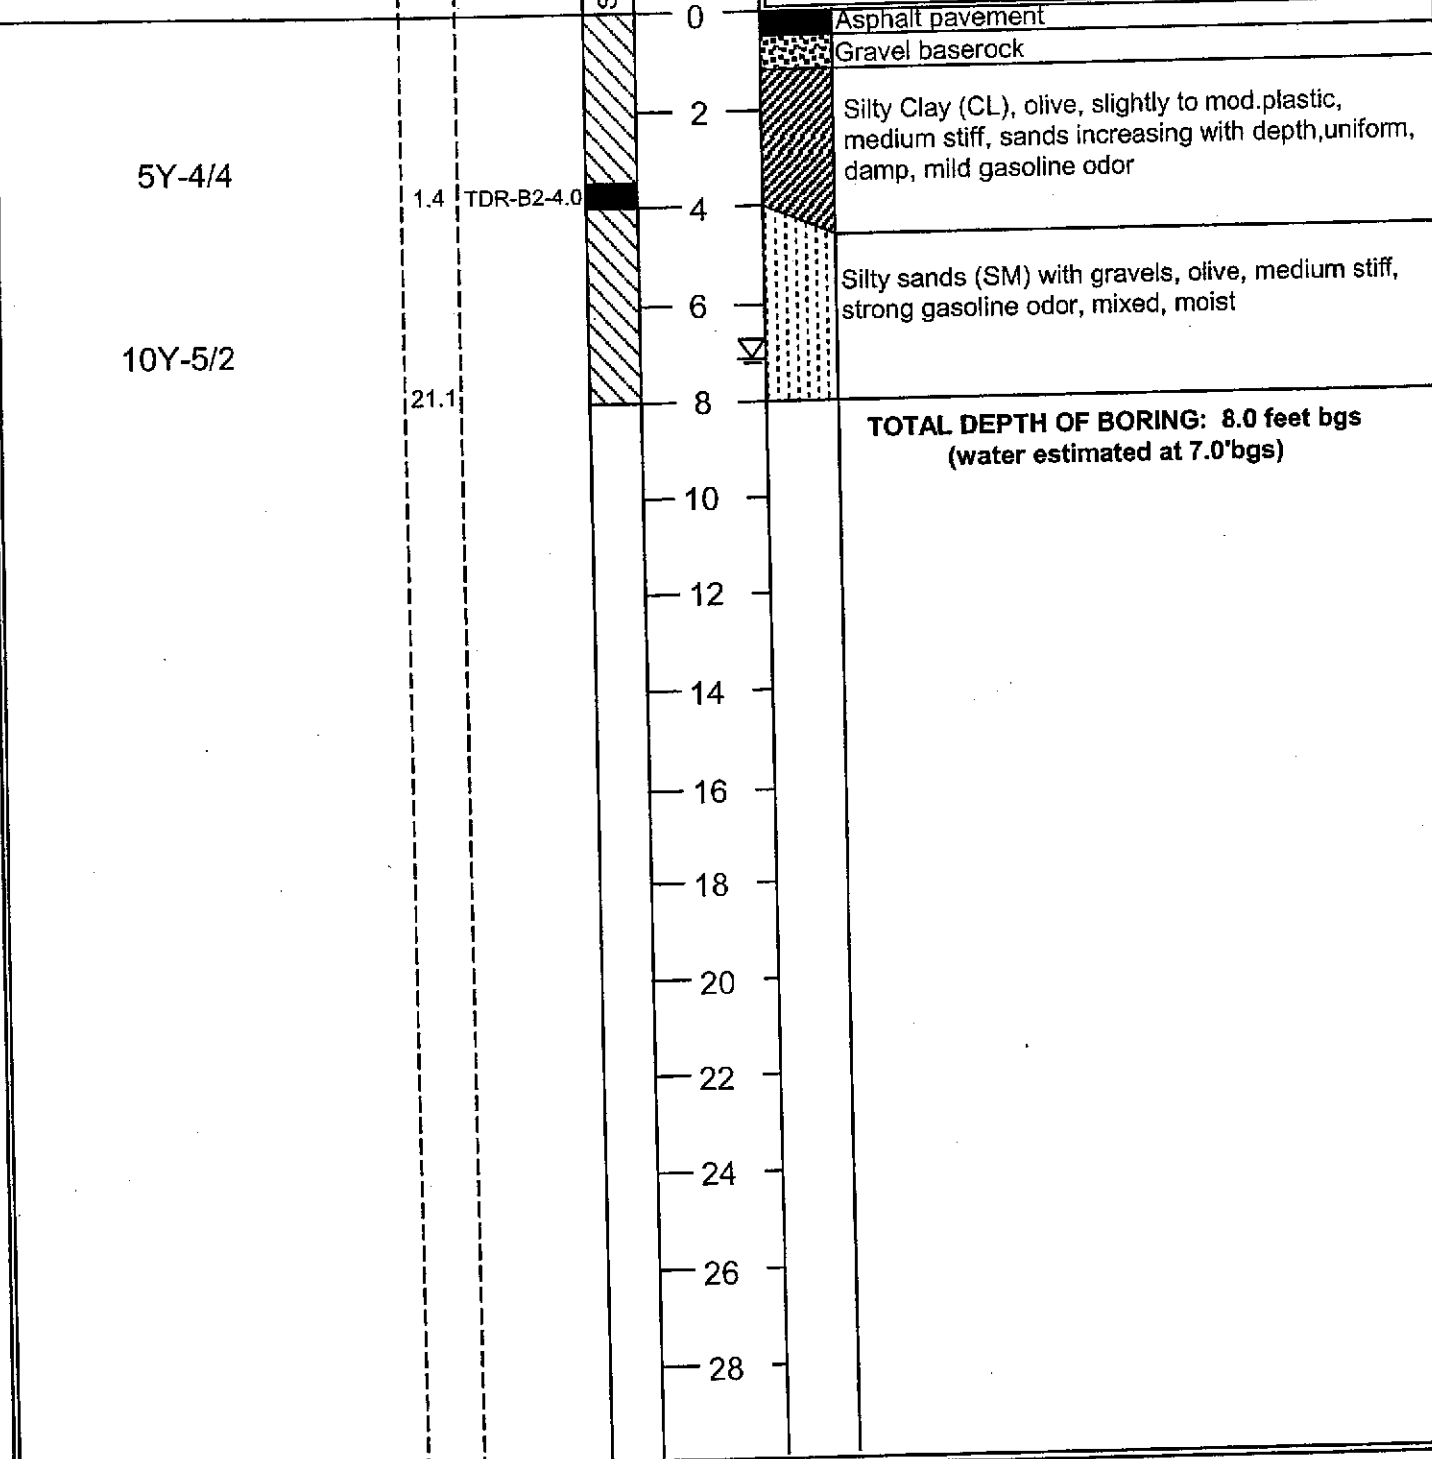 0
Asphalt pavement
Gravel baserock
2
Silty Clay (CL), olive, slightly to mod.plastic,
medium stiff, sands increasing with depth,uniform,
damp, mild gasoline odor
5Y-4/4
1.4
TDR-B2-4.0
4
Silty sands (SM) with gravels, olive, medium stiff,
strong gasoline odor, mixed, moist
6
10Y-5/2
21.1
8
TOTAL DEPTH OF BORING: 8.0 feet bgs
(water estimated at 7.0'bgs)
10
12
14
16
18
20
22
24
26
28